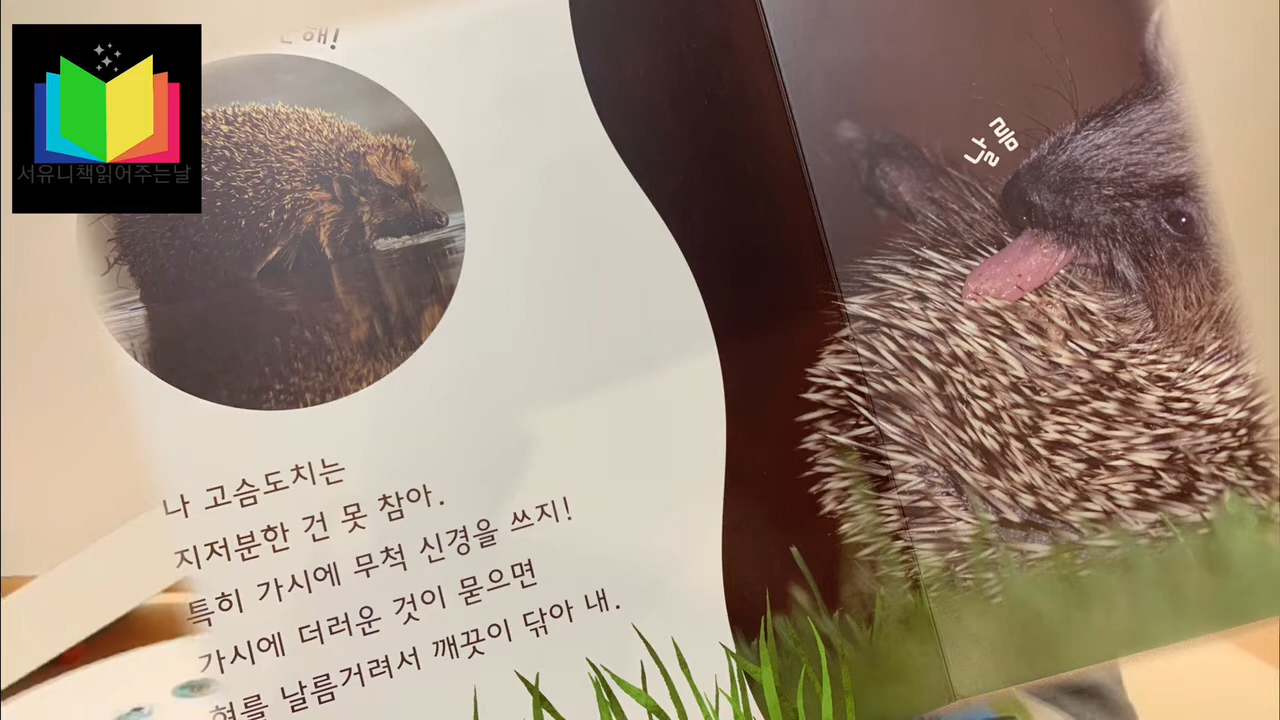 서유니책읽어주는날
날름
나 고슴도치는
지저분한 건 못 참아.
특히 가시에 무척 신경을 쓰지!
가시에 더러운 것이 묻으면
혀를 날름거려서 깨끗이 닦아 내.